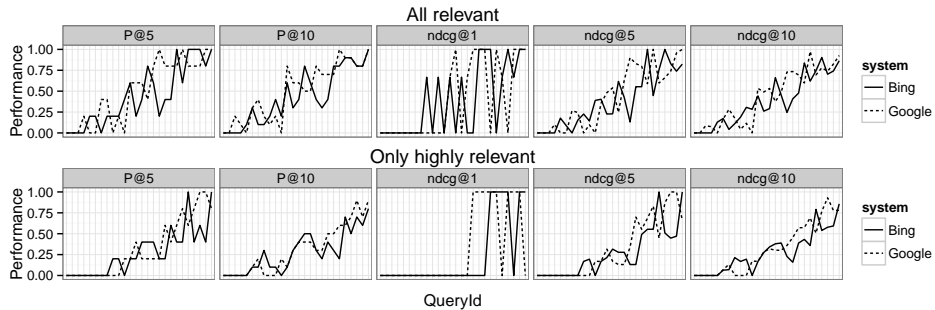 All relevant
P@5 P@10 ndcg@1 ndcg@5 ndcg@10
Performance
1.00
0.75
0.50
0.25
0.00
system
Bing
Google
Only highly relevant
P@5 P@10 ndcg@1 ndcg@5 ndcg@10
Performance
1.00
0.75
0.50
0.25
0.00
system
Bing
Google
QueryId